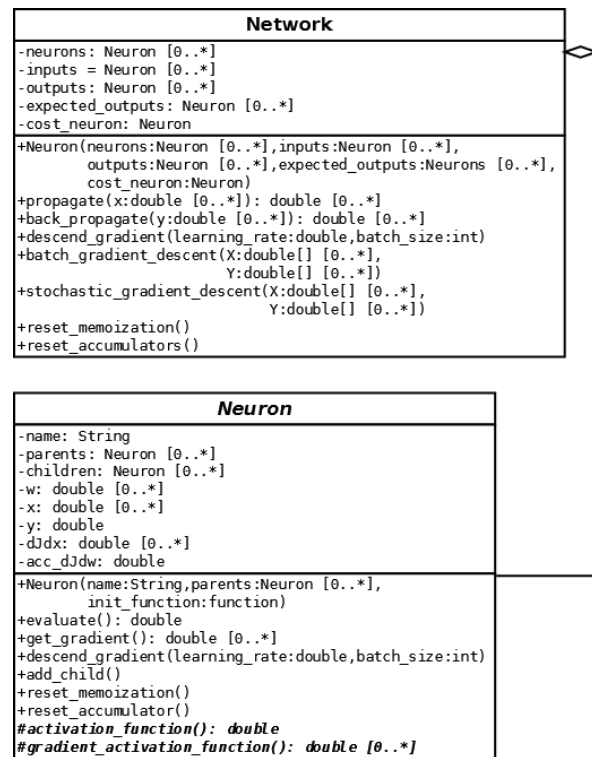 Network
-neurons: Neuron [0..*]
-inputs = Neuron [0..*]
-outputs: Neuron [0..*]
-expected_outputs: Neuron [0..*]
-cost_neuron: Neuron
+Neuron(neurons:Neuron [0..*],inputs:Neuron [0..*],
outputs:Neuron [0..*],expected_outputs:Neurons [0..*],
cost_neuron:Neuron)
+propagate(x:double [0..*]): double [0..*]
+back_propagate(y:double [0..*]): double [0..*]
+descend_gradient(learning_rate:double,batch_size:int)
+batch_gradient_descent(X:double[] [0..*],
Y:double[] [0..*])
+stochastic_gradient_descent(X:double[] [0..*],
Y:double[] [0..*])
+reset_memoization()
+reset_accumulators()
Neuron
-name: String
-parents: Neuron [0..*]
-children: Neuron [0..*]
-w: double [0..*]
-x: double [0..*]
-y: double
-dJdx: double [0..*]
-acc_dJdw: double
+Neuron(name:String,parents:Neuron [0..*],
init_function:function)
+evaluate(): double
+get_gradient(): double [0..*]
+descend_gradient(learning_rate:double,batch_size:int)
+add_child()
+reset_memoization()
+reset_accumulator()
#activation_function(): double
#gradient_activation_function(): double [0..*]